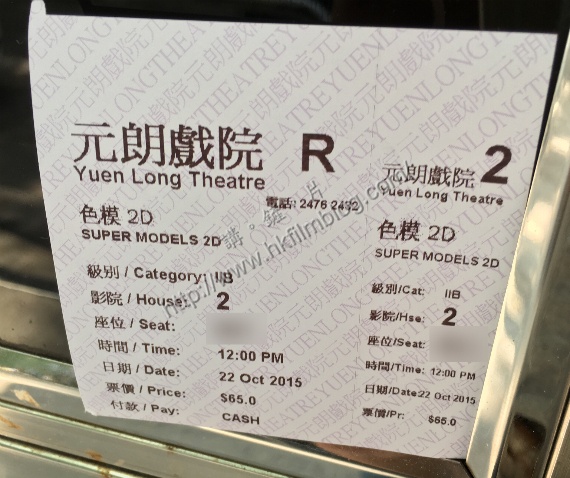 元朗戲院 R
Yuen Long Theatre
電話: 2476 2492
色模 2D
SUPER MODELS 2D
級別 / Category: IIB
影院 / House: 2
座位 / Seat:
時間 / Time: 12:00 PM
日期 / Date: 22 Oct 2015
票價 / Price: $65.0
付款 / Pay: CASH
元朗戲院 2
Yuen Long Theatre
色模 2D
SUPER MODELS 2D
級別/Cat: IIB
影院/Hse: 2
座位/Seat:
時間/Time: 12:00 PM
日期/Date:22 Oct 2015
票價/Pr: $65.0
講·鏟·片
http://www.hkfilmblog.com